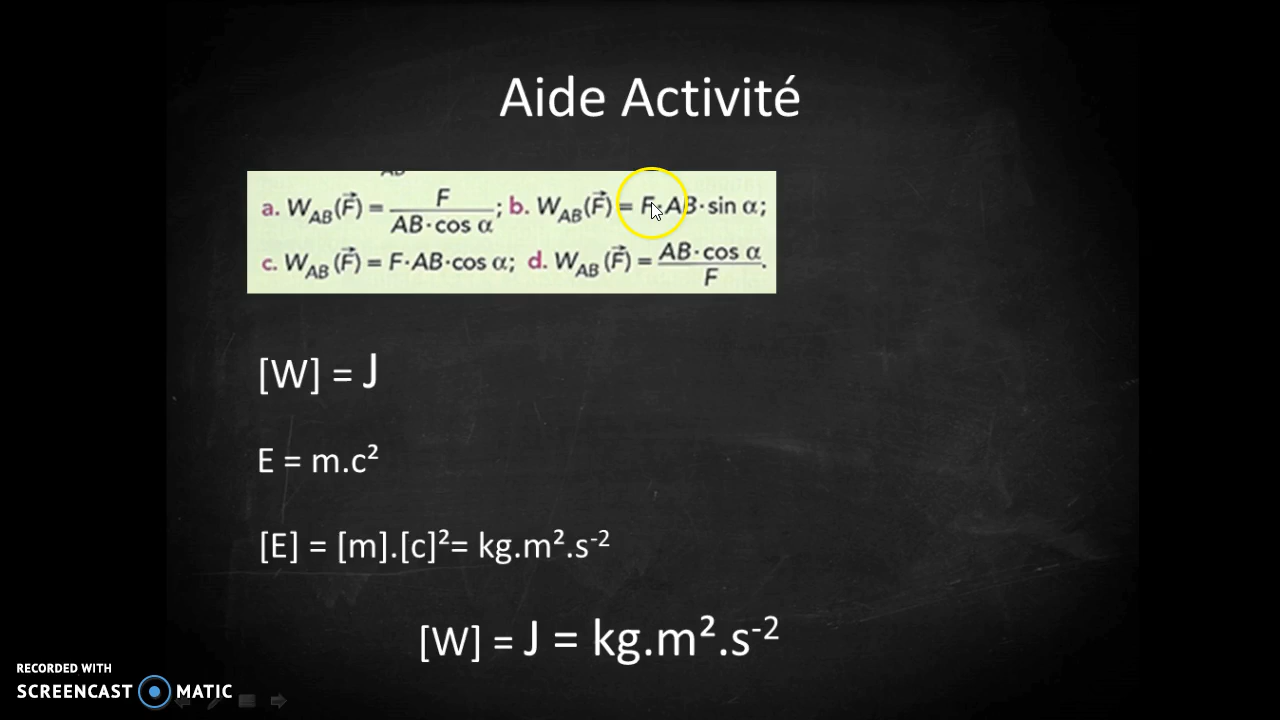 Aide Activité
a. W_AB(F⃗) = F / (AB·cos α) ; b. W_AB(F⃗) = F·AB·sin α;
c. W_AB(F⃗) = F·AB·cos α; d. W_AB(F⃗) = (AB·cos α) / F.
[W] = J
E = m.c²
[E] = [m].[c]²= kg.m².s⁻²
[W] = J = kg.m².s⁻²
RECORDED WITH
SCREENCAST MATIC